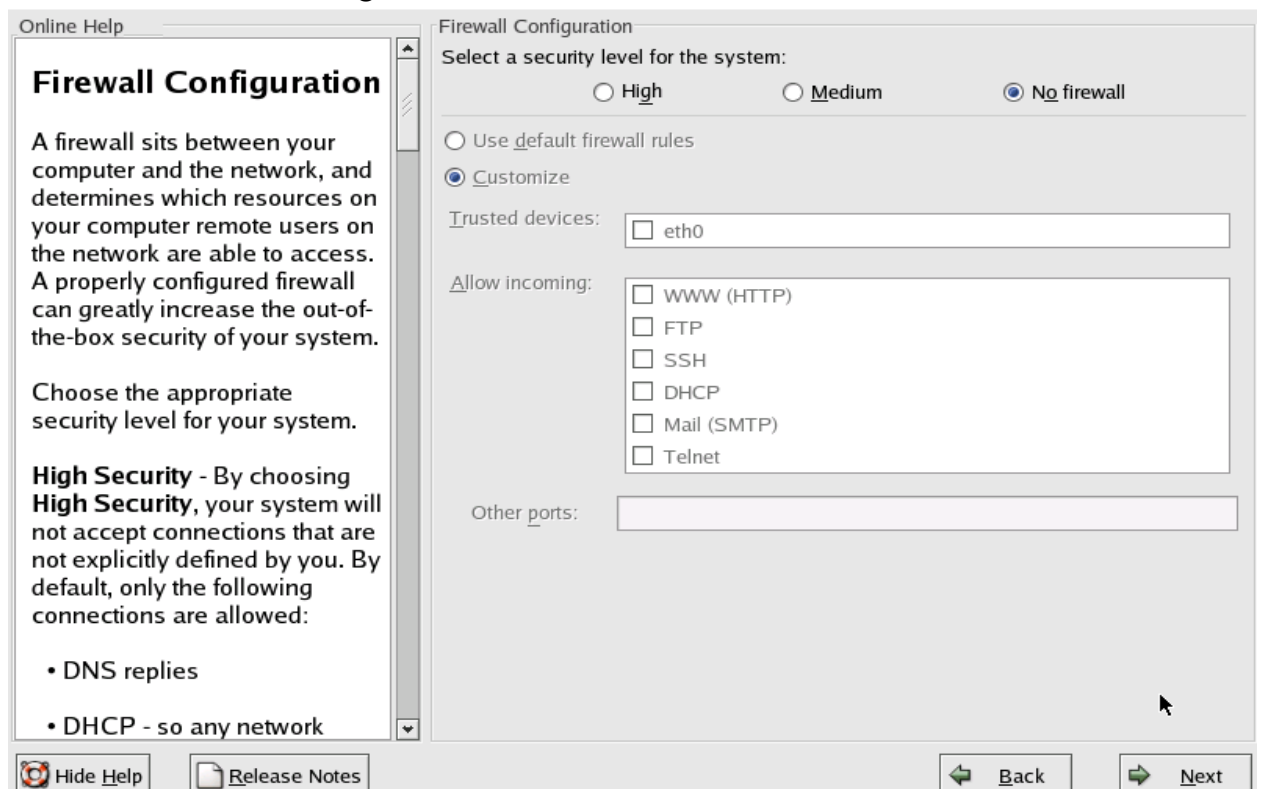 Online Help
Firewall Configuration
A firewall sits between your
computer and the network, and
determines which resources on
your computer remote users on
the network are able to access.
A properly configured firewall
can greatly increase the out-of-
the-box security of your system.
Choose the appropriate
security level for your system.
High Security - By choosing
High Security, your system will
not accept connections that are
not explicitly defined by you. By
default, only the following
connections are allowed:
• DNS replies
• DHCP - so any network
Firewall Configuration
Select a security level for the system:
High Medium No firewall
Use default firewall rules
Customize
Trusted devices: eth0
Allow incoming: WWW (HTTP)
FTP
SSH
DHCP
Mail (SMTP)
Telnet
Other ports:
Hide Help Release Notes Back Next